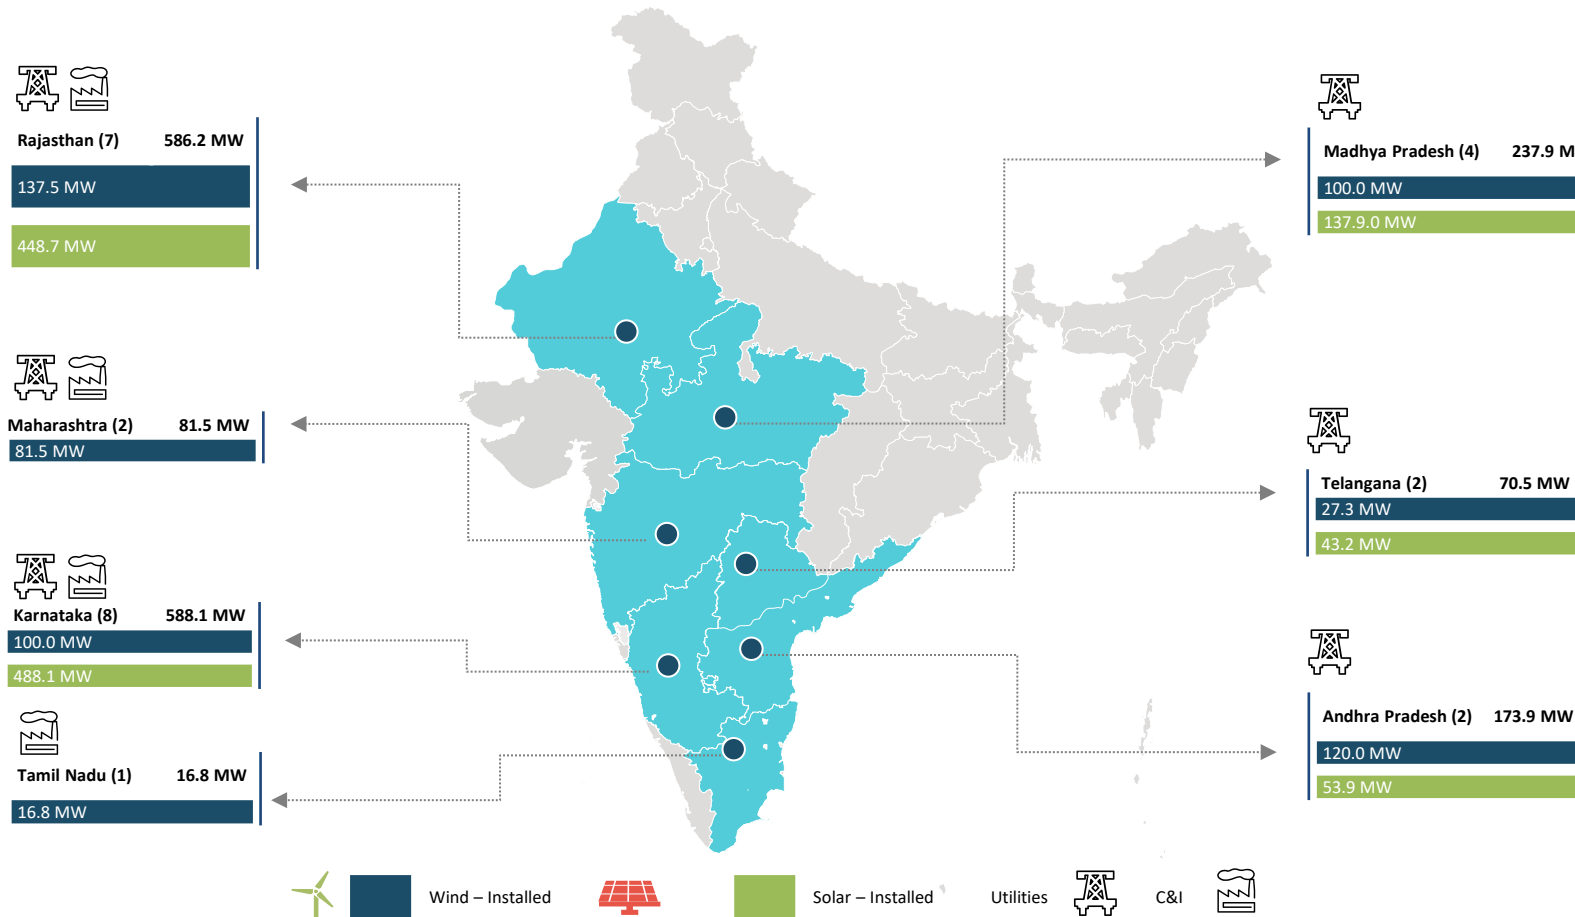 Rajasthan (7) 586.2 MW
137.5 MW
448.7 MW
Maharashtra (2) 81.5 MW
81.5 MW
Karnataka (8) 588.1 MW
100.0 MW
488.1 MW
Tamil Nadu (1) 16.8 MW
16.8 MW
Madhya Pradesh (4) 237.9 M
100.0 MW
137.9.0 MW
Telangana (2) 70.5 MW
27.3 MW
43.2 MW
Andhra Pradesh (2) 173.9 MW
120.0 MW
53.9 MW
Wind – Installed Solar – Installed Utilities C&I